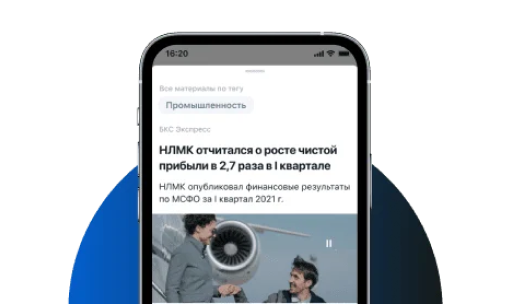 16:20
Все материалы по тегу
Промышленность
БКС Экспресс
НЛМК отчитался о росте чистой
прибыли в 2,7 раза в I квартале
НЛМК опубликовал финансовые результаты
по МСФО за I квартал 2021 г.